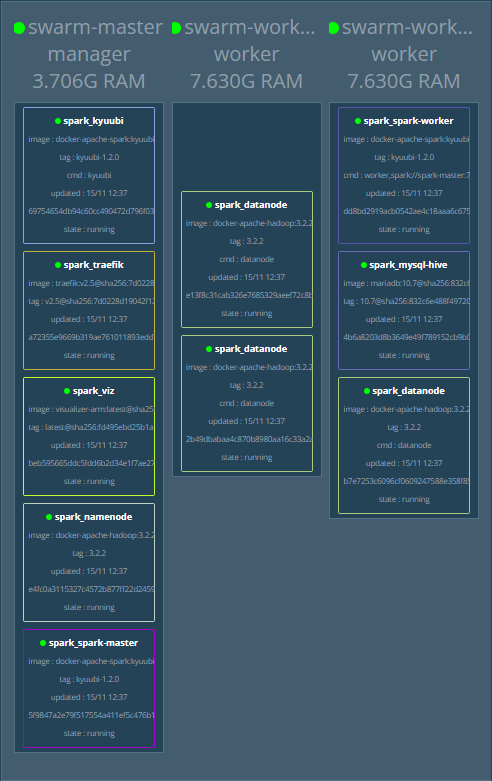 swarm-master
manager
3.706G RAM
spark_kyuubi
image : docker-apache-spark:kyuubi
tag : kyuubi-1.2.0
cmd : kyuubi
updated : 15/11 12:37
69754654db94c60cc490472d796f03
state : running
spark_traefik
image : traefik:v2.5@sha256:7d0228
tag : v2.5@sha256:7d0228d19042f12
updated : 15/11 12:37
a72355e9669b319ae761011893edd
state : running
spark_viz
image : visualizer-arm:latest@sha25
tag : latest@sha256:fd495ebd25b1a
updated : 15/11 12:37
beb595665ddc5fdd6b2d34e1f7ae27
state : running
spark_namenode
image : docker-apache-hadoop:3.2.2
tag : 3.2.2
updated : 15/11 12:37
e4fc0a3115327c4572b877ff22d2459
state : running
spark_spark-master
image : docker-apache-spark:kyuubi
tag : kyuubi-1.2.0
updated : 15/11 12:37
5f9847a2e79f517554a411ef5c476b1
state : running
swarm-work...
worker
7.630G RAM
spark_datanode
image : docker-apache-hadoop:3.2.2
tag : 3.2.2
cmd : datanode
updated : 15/11 12:37
e13f8c31cab326e7685329aeef72c8b
state : running
spark_datanode
image : docker-apache-hadoop:3.2.2
tag : 3.2.2
cmd : datanode
updated : 15/11 12:37
2b49dbabaa4c870b8980aa16c33a2a
state : running
swarm-work...
worker
7.630G RAM
spark_spark-worker
image : docker-apache-spark:kyuubi
tag : kyuubi-1.2.0
cmd : worker,spark://spark-master:7
updated : 15/11 12:37
dd8bd2919acb0542ae4c18aaa6c675
state : running
spark_mysql-hive
image : mariadb:10.7@sha256:832c6
tag : 10.7@sha256:832c6e488f49720
updated : 15/11 12:37
4b6a8203d8b3649e49f789152cb9b0
state : running
spark_datanode
image : docker-apache-hadoop:3.2.2
tag : 3.2.2
cmd : datanode
updated : 15/11 12:37
b7e7253c6096cf0609247588e358f85
state : running